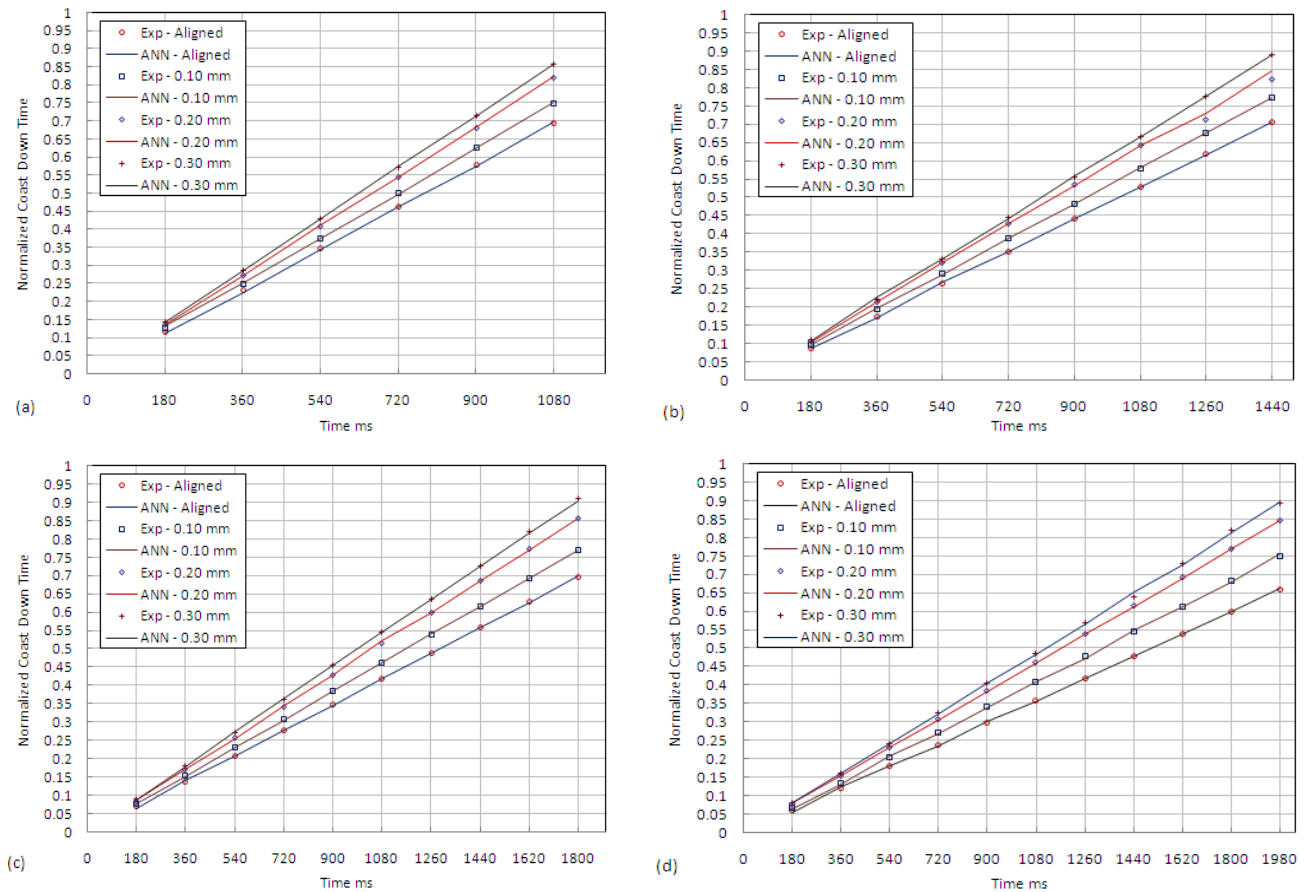 Normalized Coast Down Time
1
0.95
0.9
0.85
0.8
0.75
0.7
0.65
0.6
0.55
0.5
0.45
0.4
0.35
0.3
0.25
0.2
0.15
0.1
0.05
0
Exp - Aligned
ANN - Aligned
Exp - 0.10 mm
ANN - 0.10 mm
Exp - 0.20 mm
ANN - 0.20 mm
Exp - 0.30 mm
ANN - 0.30 mm
0 180 360 540 720 900 1080
Time ms
(a)
Normalized Coast Down Time
1
0.95
0.9
0.85
0.8
0.75
0.7
0.65
0.6
0.55
0.5
0.45
0.4
0.35
0.3
0.25
0.2
0.15
0.1
0.05
0
Exp - Aligned
ANN - Aligned
Exp - 0.10 mm
ANN - 0.10 mm
Exp - 0.20 mm
ANN - 0.20 mm
Exp - 0.30 mm
ANN - 0.30 mm
0 180 360 540 720 900 1080 1260 1440
Time ms
(b)
Normalized Coast Down Time
1
0.95
0.9
0.85
0.8
0.75
0.7
0.65
0.6
0.55
0.5
0.45
0.4
0.35
0.3
0.25
0.2
0.15
0.1
0.05
0
Exp - Aligned
ANN - Aligned
Exp - 0.10 mm
ANN - 0.10 mm
Exp - 0.20 mm
ANN - 0.20 mm
Exp - 0.30 mm
ANN - 0.30 mm
0 180 360 540 720 900 1080 1260 1440 1620 1800
Time ms
(c)
Normalized Coast Down Time
1
0.95
0.9
0.85
0.8
0.75
0.7
0.65
0.6
0.55
0.5
0.45
0.4
0.35
0.3
0.25
0.2
0.15
0.1
0.05
0
Exp - Aligned
ANN - Aligned
Exp - 0.10 mm
ANN - 0.10 mm
Exp - 0.20 mm
ANN - 0.20 mm
Exp - 0.30 mm
ANN - 0.30 mm
0 180 360 540 720 900 1080 1260 1440 1620 1800 1980
Time ms
(d)